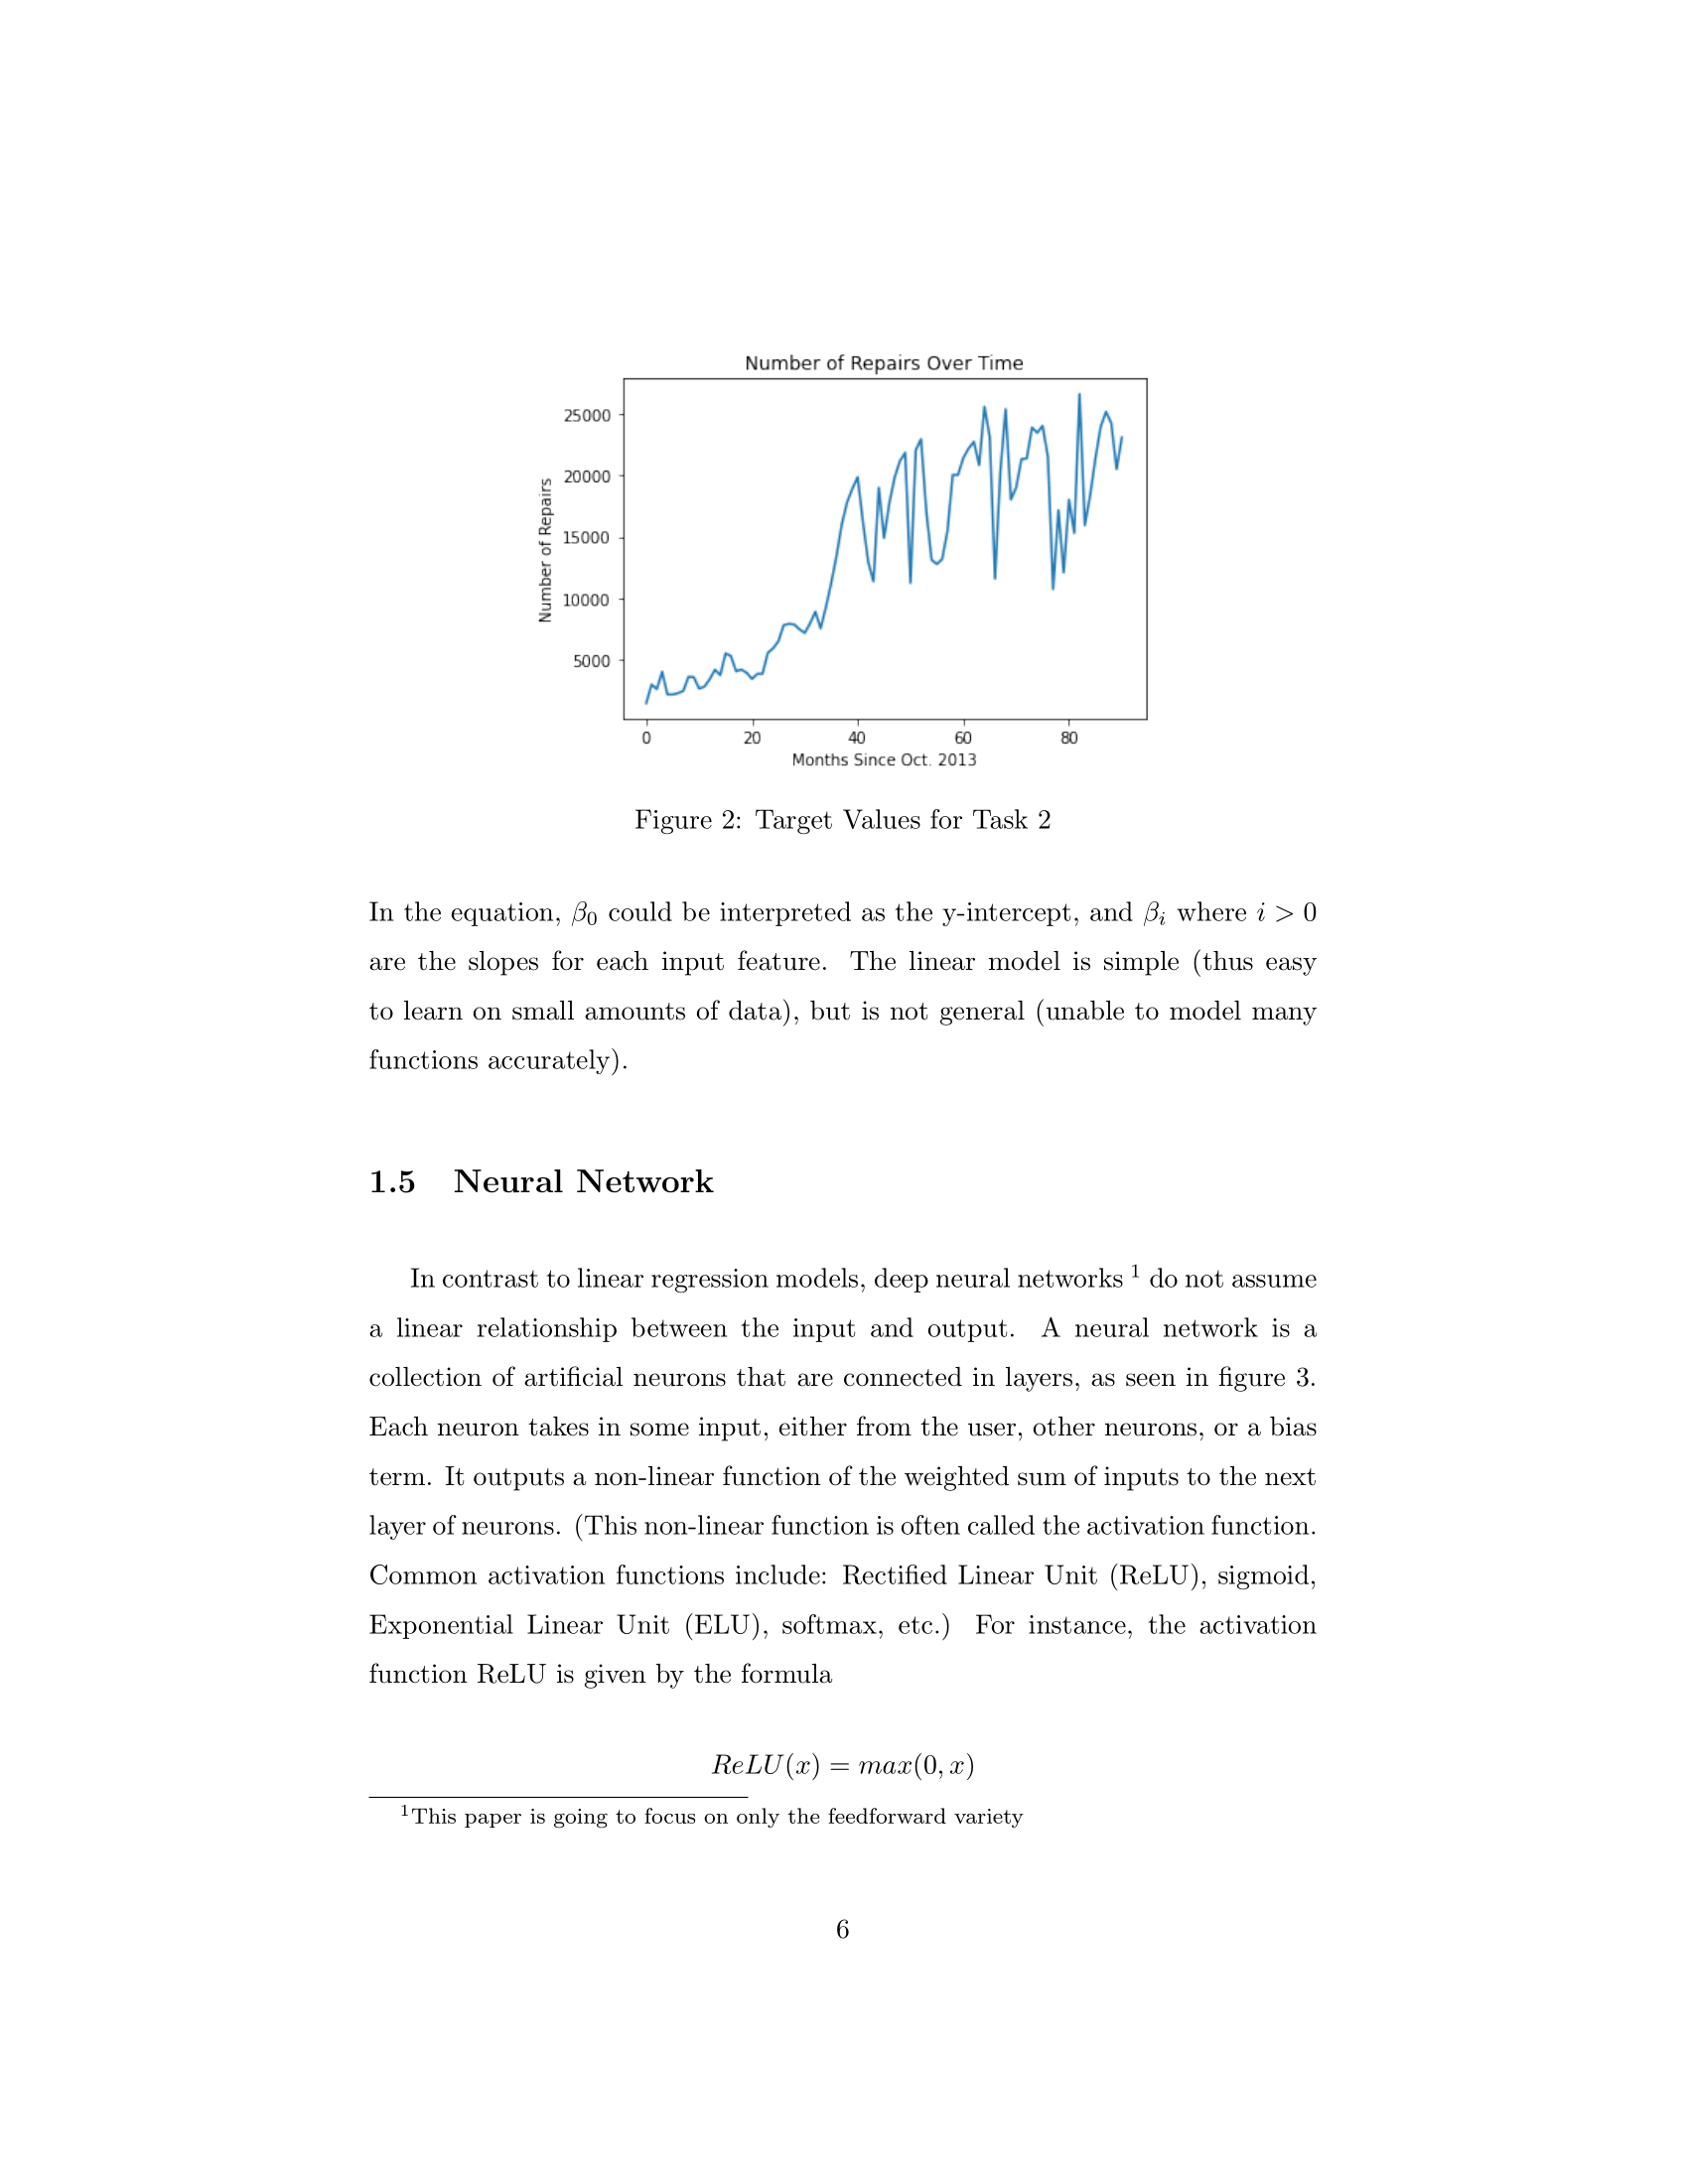 Number of Repairs Over Time
25000
20000
15000
10000
5000
Number of Repairs
0 20 40 60 80
Months Since Oct. 2013
Figure 2: Target Values for Task 2
In the equation, β₀ could be interpreted as the y-intercept, and βᵢ where i > 0
are the slopes for each input feature. The linear model is simple (thus easy
to learn on small amounts of data), but is not general (unable to model many
functions accurately).
1.5 Neural Network
In contrast to linear regression models, deep neural networks ¹ do not assume
a linear relationship between the input and output. A neural network is a
collection of artificial neurons that are connected in layers, as seen in figure 3.
Each neuron takes in some input, either from the user, other neurons, or a bias
term. It outputs a non-linear function of the weighted sum of inputs to the next
layer of neurons. (This non-linear function is often called the activation function.
Common activation functions include: Rectified Linear Unit (ReLU), sigmoid,
Exponential Linear Unit (ELU), softmax, etc.) For instance, the activation
function ReLU is given by the formula
ReLU(x) = max(0, x)
¹This paper is going to focus on only the feedforward variety
6